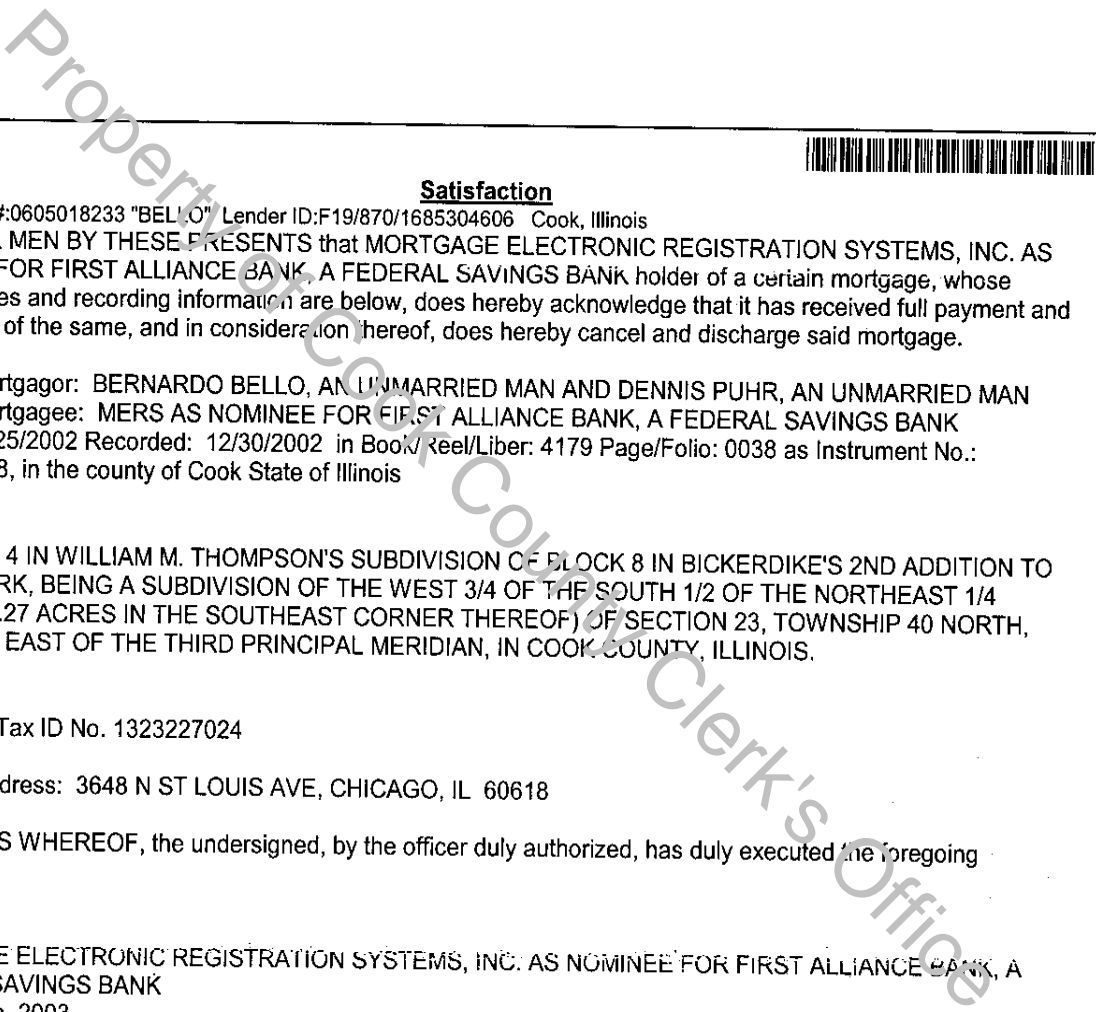 Property of Cook County Clerk's Office
Satisfaction
#:0605018233 "BELLO" Lender ID:F19/870/1685304606 Cook, Illinois
MEN BY THESE PRESENTS that MORTGAGE ELECTRONIC REGISTRATION SYSTEMS, INC. AS
FOR FIRST ALLIANCE BANK, A FEDERAL SAVINGS BANK holder of a certain mortgage, whose
es and recording information are below, does hereby acknowledge that it has received full payment and
of the same, and in consideration thereof, does hereby cancel and discharge said mortgage.
rtgagor: BERNARDO BELLO, AN UNMARRIED MAN AND DENNIS PUHR, AN UNMARRIED MAN
rtgagee: MERS AS NOMINEE FOR FIRST ALLIANCE BANK, A FEDERAL SAVINGS BANK
25/2002 Recorded: 12/30/2002 in Book/Reel/Liber: 4179 Page/Folio: 0038 as Instrument No.:
8, in the county of Cook State of Illinois
4 IN WILLIAM M. THOMPSON'S SUBDIVISION OF BLOCK 8 IN BICKERDIKE'S 2ND ADDITION TO
RK, BEING A SUBDIVISION OF THE WEST 3/4 OF THE SOUTH 1/2 OF THE NORTHEAST 1/4
.27 ACRES IN THE SOUTHEAST CORNER THEREOF) OF SECTION 23, TOWNSHIP 40 NORTH,
EAST OF THE THIRD PRINCIPAL MERIDIAN, IN COOK COUNTY, ILLINOIS.
Tax ID No. 1323227024
dress: 3648 N ST LOUIS AVE, CHICAGO, IL 60618
S WHEREOF, the undersigned, by the officer duly authorized, has duly executed the foregoing
E ELECTRONIC REGISTRATION SYSTEMS, INC. AS NOMINEE FOR FIRST ALLIANCE BANK, A
SAVINGS BANK
2003